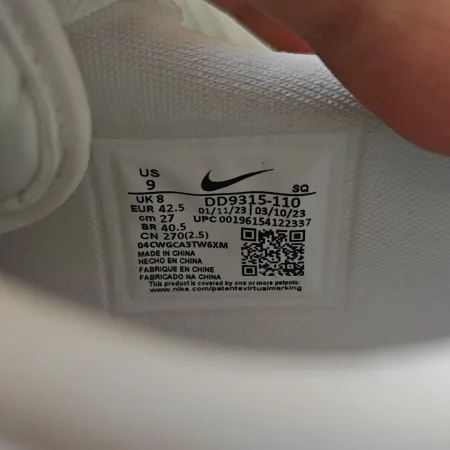 US
9
SQ
UK 8
DD9315-110
EUR 42.5
01/11/23 | 03/10/23
cm 27
UPC 00196154122337
BR 40.5
CN 270(2.5)
04CWGCA3TW6XM
MADE IN CHINA
HECHO EN CHINA
FABRIQUE EN CHINE
FABRICADO NA CHINA
This product is covered by one or more patents:
www.nike.com/patentsvirtualmarking